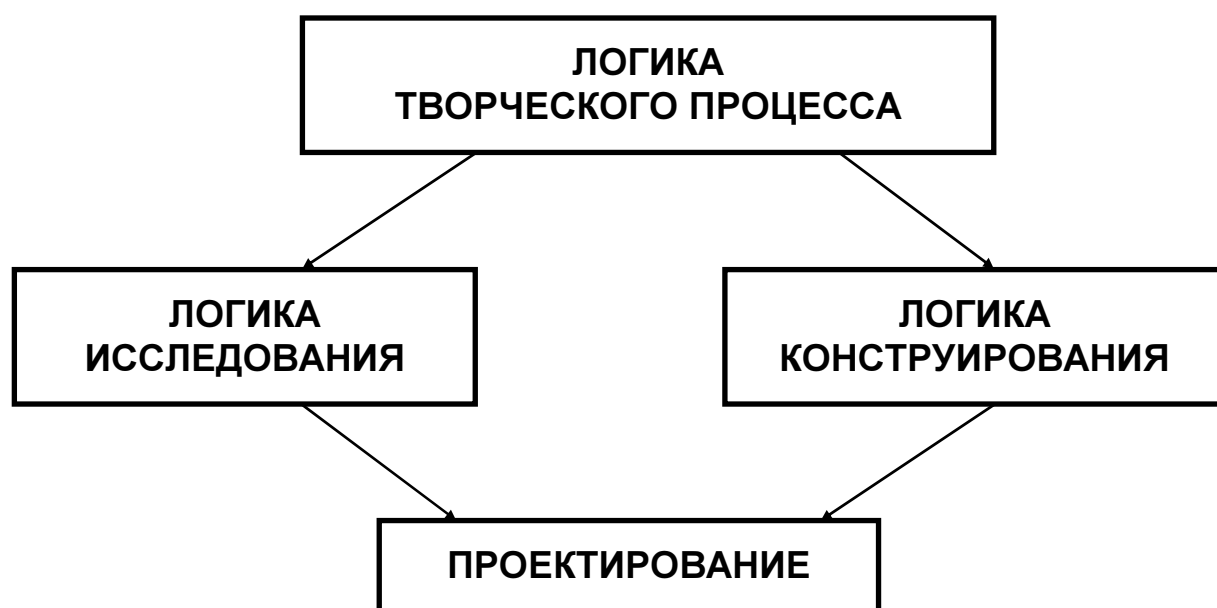 ЛОГИКА
ТВОРЧЕСКОГО ПРОЦЕССА
ЛОГИКА
ИССЛЕДОВАНИЯ
ЛОГИКА
КОНСТРУИРОВАНИЯ
ПРОЕКТИРОВАНИЕ